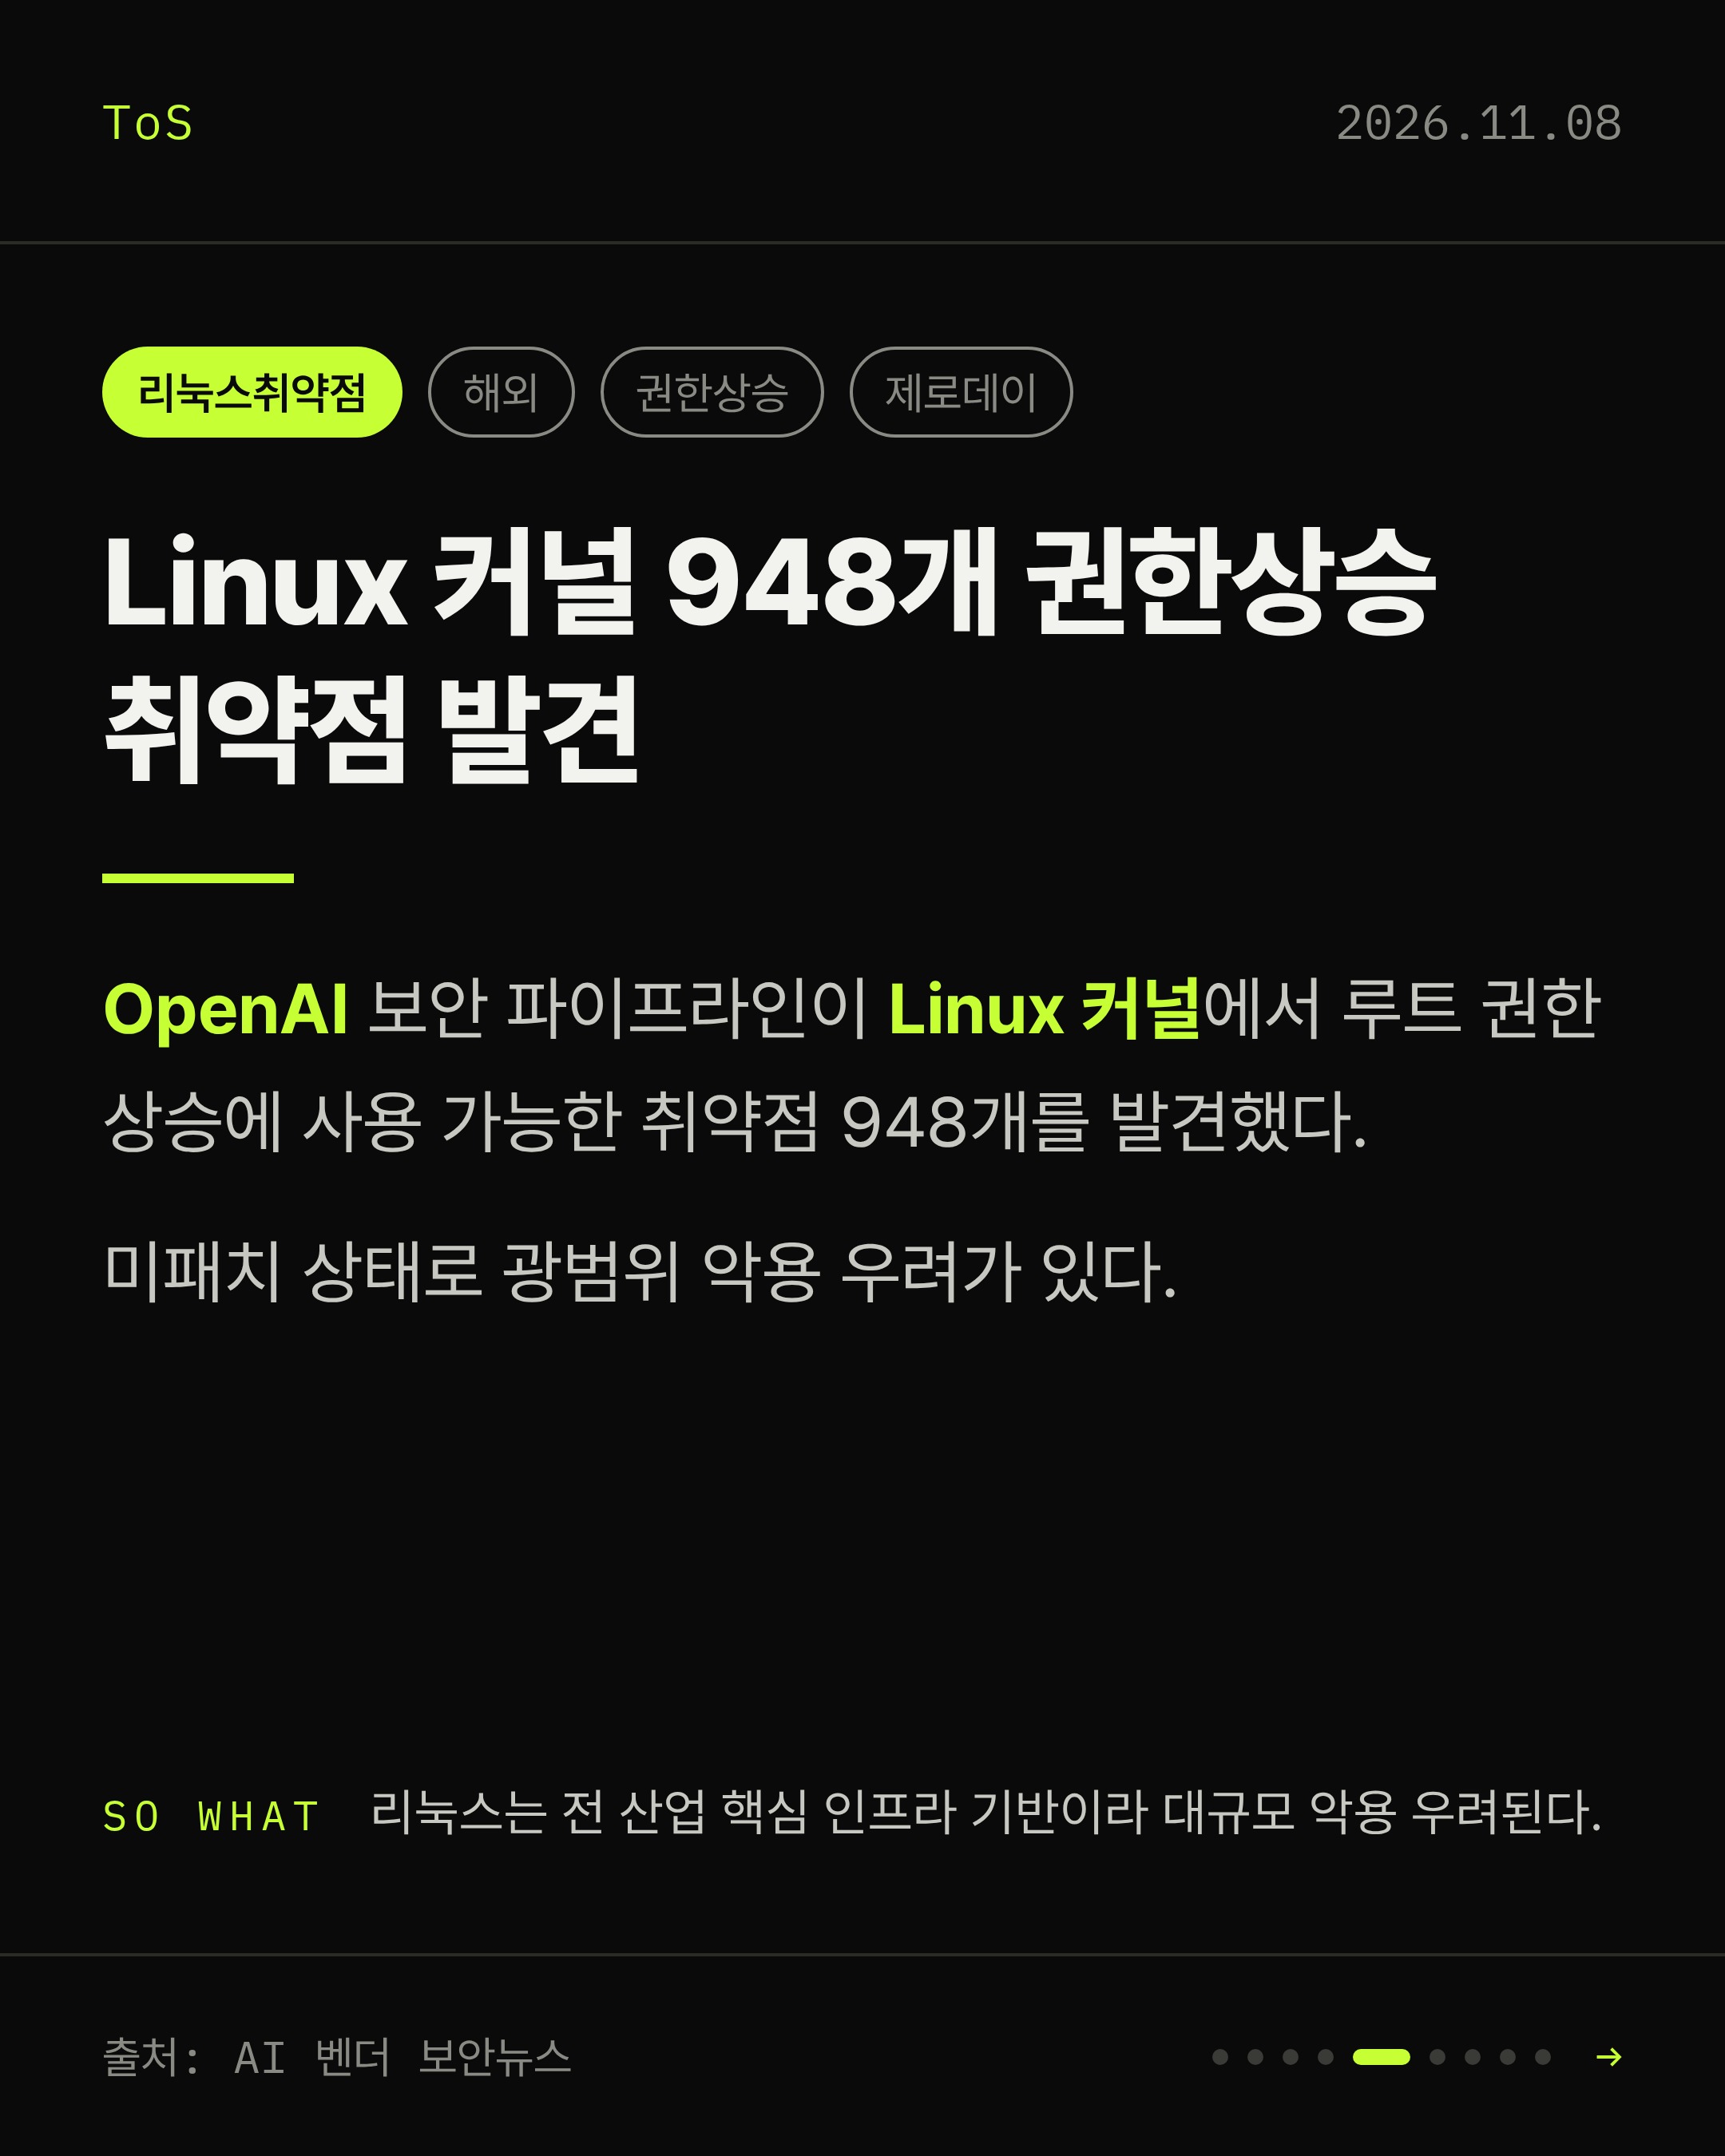 ToS
2026.11.08
리눅스취약점 해외 권한상승 제로데이
Linux 커널 948개 권한상승
취약점 발견
OpenAI 보안 파이프라인이 Linux 커널에서 루트 권한
상승에 사용 가능한 취약점 948개를 발견했다.
미패치 상태로 광범위 악용 우려가 있다.
SO WHAT 리눅스는 전 산업 핵심 인프라 기반이라 대규모 악용 우려된다.
출처: AI 벤더 보안뉴스
→